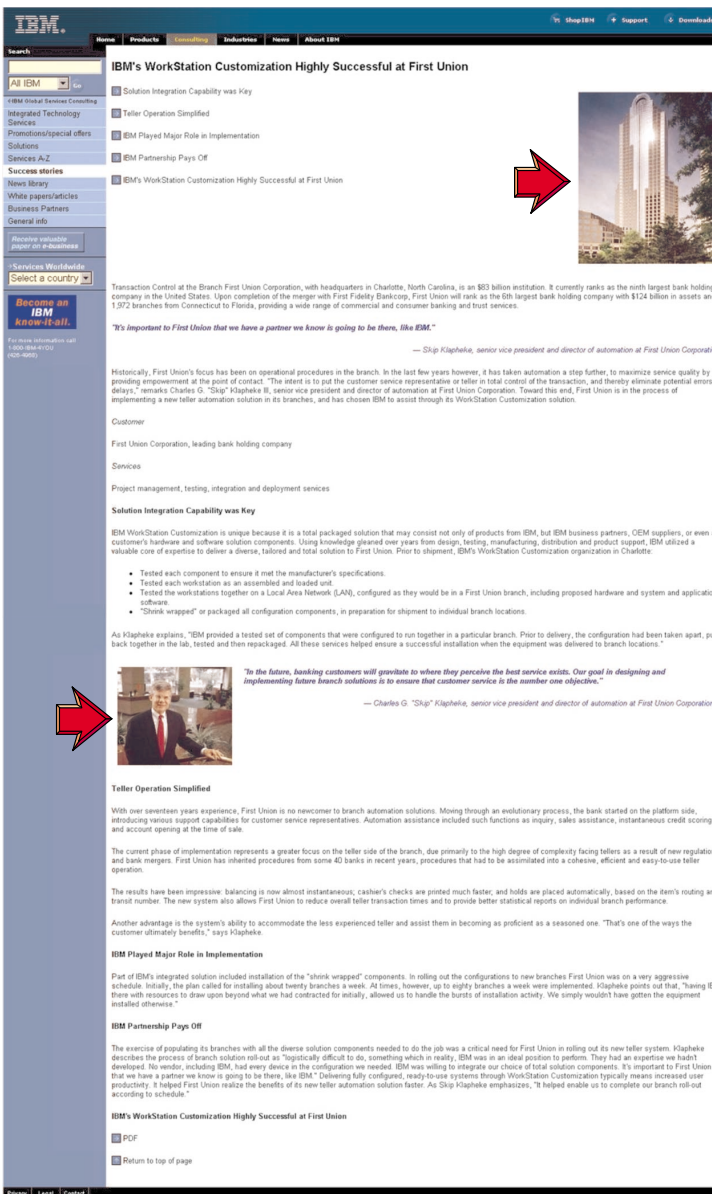 IBM
Shop IBM Support Downloads
Home Products Consulting Industries News About IBM
Search
All IBM Go
IBM Global Services Consulting
Integrated Technology
Services
Promotions/special offers
Solutions
Services A-Z
Success stories
News library
White papers/articles
Business Partners
General info
Receive valuable
paper on e-business
Services Worldwide
Select a country
Become an
IBM
know-it-all.
For more information call
1-800-IBM-4YOU
IBM's WorkStation Customization Highly Successful at First Union
Solution Integration Capability was Key
Teller Operation Simplified
IBM Played Major Role in Implementation
IBM Partnership Pays Off
IBM's WorkStation Customization Highly Successful at First Union
Transaction Control at the Branch First Union Corporation, with headquarters in Charlotte, North Carolina, is an $83 billion institution. It currently ranks as the ninth largest bank holding
company in the United States. Upon completion of the merger with First Fidelity Bankcorp, First Union will rank as the 6th largest bank holding company with $124 billion in assets an
1,972 branches from Connecticut to Florida, providing a wide range of commercial and consumer banking and trust services.
"It's important to First Union that we have a partner we know is going to be there, like IBM."
— Skip Klapheke, senior vice president and director of automation at First Union Corporati
Historically, First Union's focus has been on operational procedures in the branch. In the last few years however, it has taken automation a step further, to maximize service quality by
providing empowerment at the point of contact. "The intent is to put the customer service representative or teller in total control of the transaction, and thereby eliminate potential errors
delays," remarks Charles G. "Skip" Klapheke III, senior vice president and director of automation at First Union Corporation. Toward this end, First Union is in the process of
implementing a new teller automation solution in its branches, and has chosen IBM to assist through its WorkStation Customization solution.
Customer
First Union Corporation, leading bank holding company
Services
Project management, testing, integration and deployment services
Solution Integration Capability was Key
IBM WorkStation Customization is unique because it is a total packaged solution that may consist not only of products from IBM, but IBM business partners, OEM suppliers, or even
customer's hardware and software solution components. Using knowledge gleaned over years from design, testing, manufacturing, distribution and product support, IBM utilized a
valuable core of expertise to deliver a diverse, tailored and total solution to First Union. Prior to shipment, IBM's WorkStation Customization organization in Charlotte:
• Tested each component to ensure it met the manufacturer's specifications.
• Tested each workstation as an assembled and loaded unit.
• Tested the workstations together on a Local Area Network (LAN), configured as they would be in a First Union branch, including proposed hardware and system and applicatio
software.
• "Shrink wrapped" or packaged all configuration components, in preparation for shipment to individual branch locations.
As Klapheke explains, "IBM provided a tested set of components that were configured to run together in a particular branch. Prior to delivery, the configuration had been taken apart, pu
back together in the lab, tested and then repackaged. All these services helped ensure a successful installation when the equipment was delivered to branch locations."
"In the future, banking customers will gravitate to where they perceive the best service exists. Our goal in designing and
implementing future branch solutions is to ensure that customer service is the number one objective."
— Charles G. "Skip" Klapheke, senior vice president and director of automation at First Union Corporation
Teller Operation Simplified
With over seventeen years experience, First Union is no newcomer to branch automation solutions. Moving through an evolutionary process, the bank started on the platform side,
introducing various support capabilities for customer service representatives. Automation assistance included such functions as inquiry, sales assistance, instantaneous credit scoring
and account opening at the time of sale.
The current phase of implementation represents a greater focus on the teller side of the branch, due primarily to the high degree of complexity facing tellers as a result of new regulatio
and bank mergers. First Union has inherited procedures from some 40 banks in recent years, procedures that had to be assimilated into a cohesive, efficient and easy-to-use teller
operation.
The results have been impressive: balancing is now almost instantaneous; cashier's checks are printed much faster; and holds are placed automatically, based on the item's routing an
transit number. The new system also allows First Union to reduce overall teller transaction times and to provide better statistical reports on individual branch performance.
Another advantage is the system's ability to accommodate the less experienced teller and assist them in becoming as proficient as a seasoned one. "That's one of the ways the
customer ultimately benefits," says Klapheke.
IBM Played Major Role in Implementation
Part of IBM's integrated solution included installation of the "shrink wrapped" components. In rolling out the configurations to new branches First Union was on a very aggressive
schedule. Initially, the plan called for installing about twenty branches a week. At times, however, up to eighty branches a week were implemented. Klapheke points out that, "having IB
there with resources to draw upon beyond what we had contracted for initially, allowed us to handle the bursts of installation activity. We simply wouldn't have gotten the equipment
installed otherwise."
IBM Partnership Pays Off
The exercise of populating its branches with all the diverse solution components needed to do the job was a critical need for First Union in rolling out its new teller system. Klapheke
describes the process of branch solution roll-out as "logistically difficult to do, something which in reality, IBM was in an ideal position to perform. They had an expertise we hadn't
developed. No vendor, including IBM, had every device in the configuration we needed. IBM was willing to integrate our choice of total solution components. It's important to First Union
that we have a partner we know is going to be there, like IBM." Delivering fully configured, ready-to-use systems through WorkStation Customization typically means increased user
productivity. It helped First Union realize the benefits of its new teller automation solution faster. As Skip Klapheke emphasizes, "It helped enable us to complete our branch roll-out
according to schedule."
IBM's WorkStation Customization Highly Successful at First Union
PDF
Return to top of page
Privacy Legal Contact